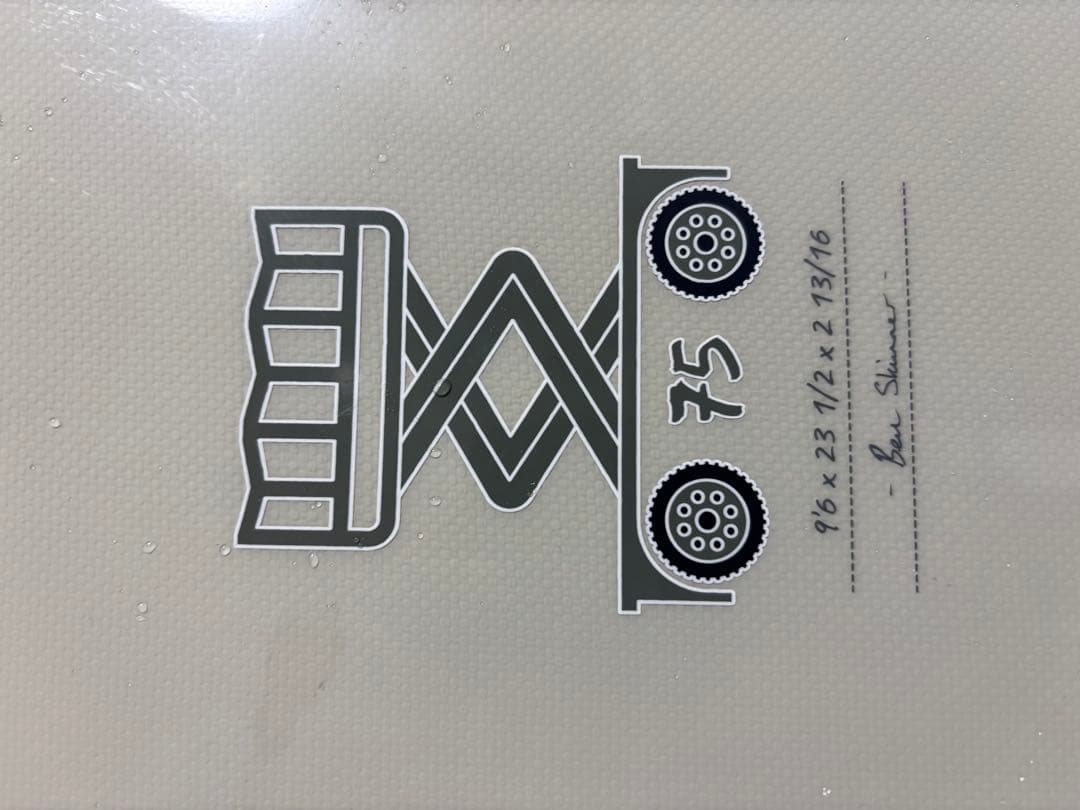 75
9'6 x 23 1/2 x 2 13/16
- Ben Skinner -